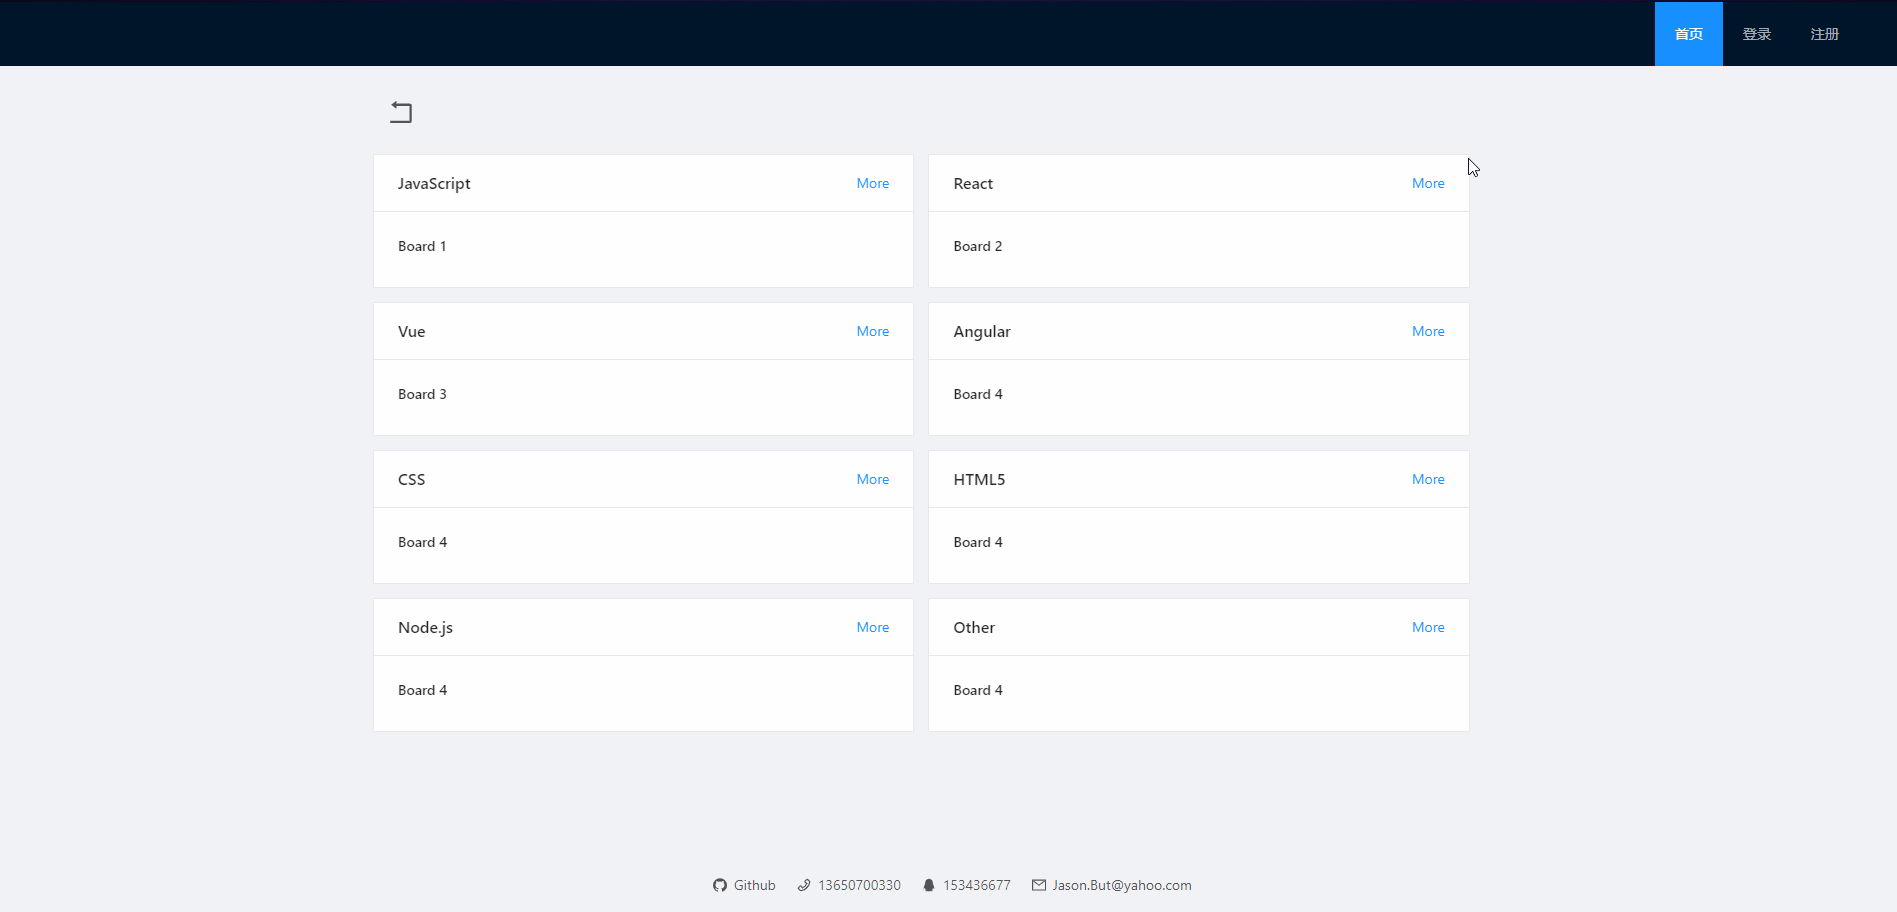 首页 登录 注册
JavaScript More
Board 1
React More
Board 2
Vue More
Board 3
Angular More
Board 4
CSS More
Board 4
HTML5 More
Board 4
Node.js More
Board 4
Other More
Board 4
Github 13650700330 153436677 Jason.But@yahoo.com